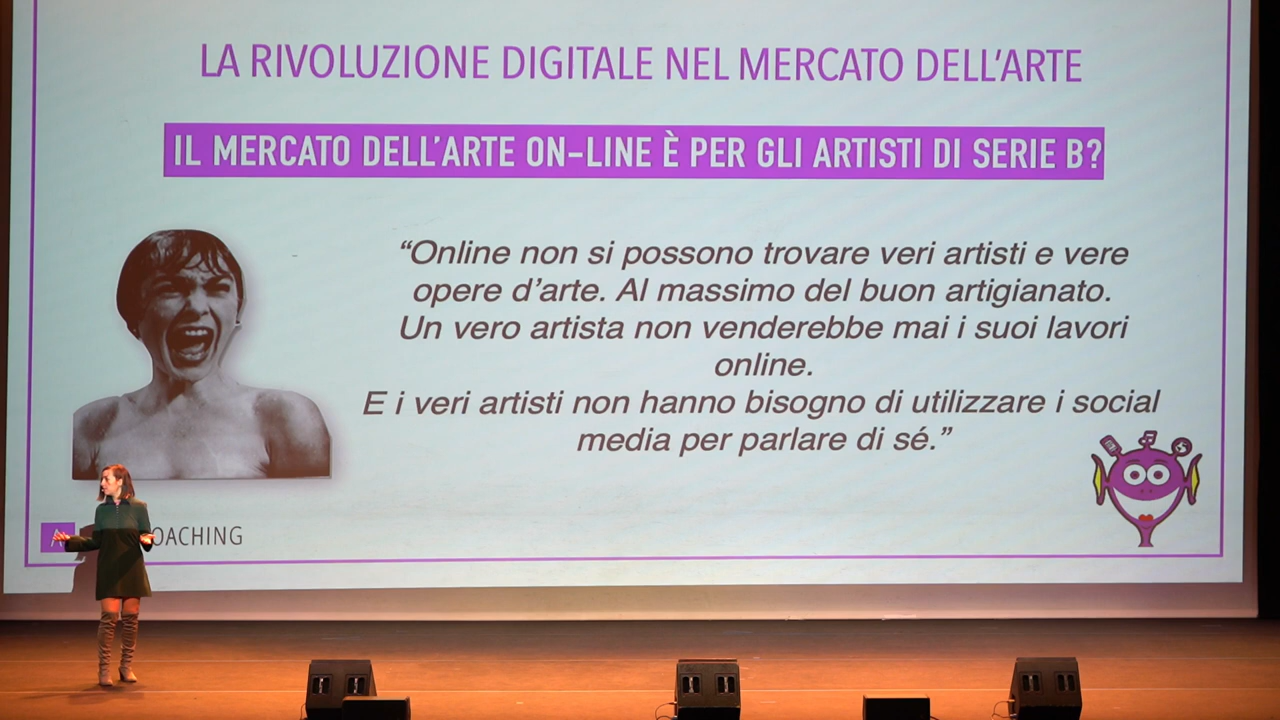 LA RIVOLUZIONE DIGITALE NEL MERCATO DELL'ARTE
IL MERCATO DELL'ARTE ON-LINE È PER GLI ARTISTI DI SERIE B?
“Online non si possono trovare veri artisti e vere
opere d'arte. Al massimo del buon artigianato.
Un vero artista non venderebbe mai i suoi lavori
online.
E i veri artisti non hanno bisogno di utilizzare i social
media per parlare di sé.”
OACHING